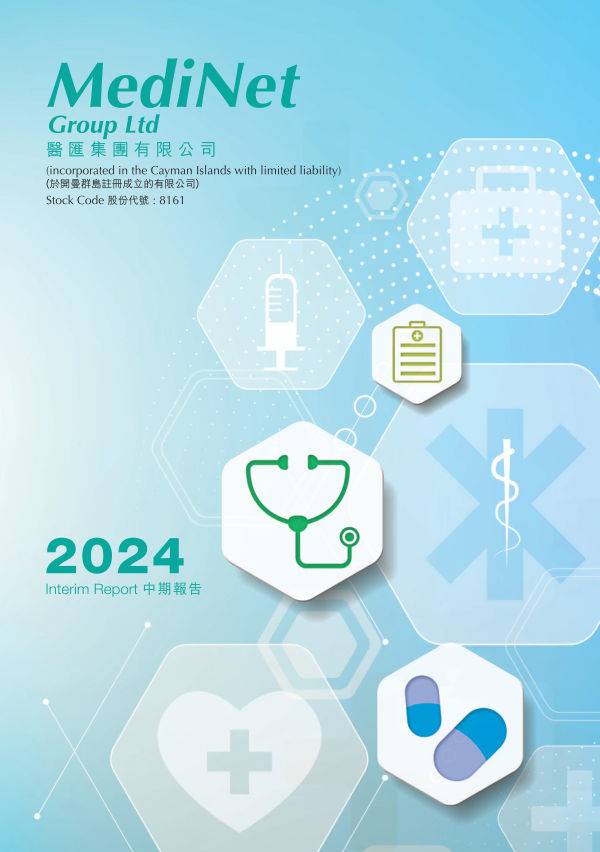 MediNet
Group Ltd
醫匯集團有限公司
(incorporated in the Cayman Islands with limited liability)
(於開曼群島註冊成立的有限公司)
Stock Code 股份代號 : 8161
2024
Interim Report 中期報告